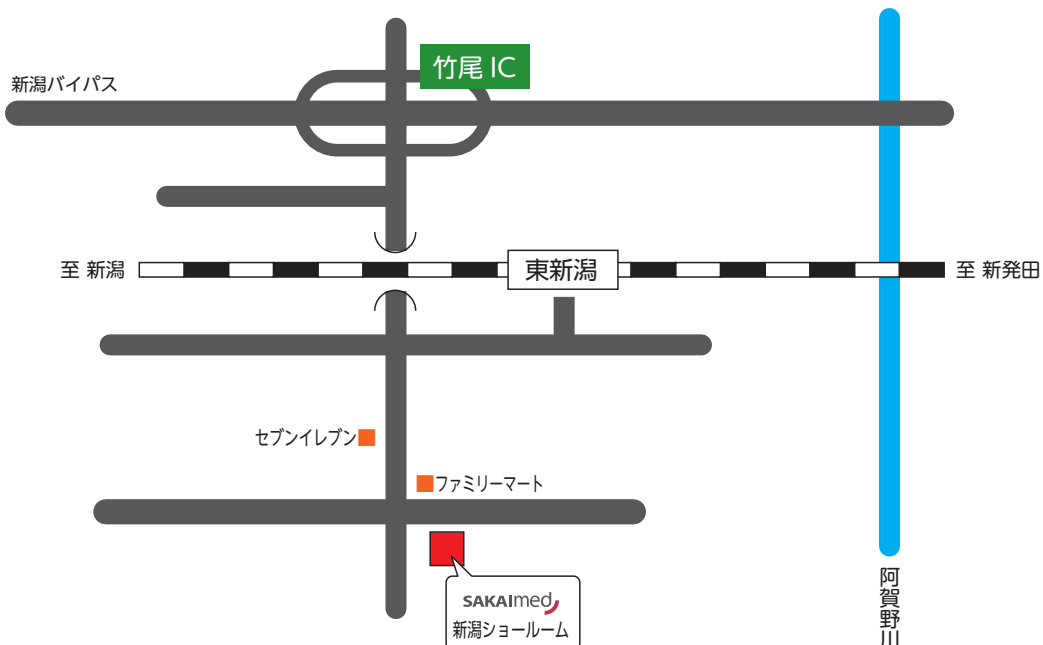 竹尾 IC
新潟バイパス
至 新潟
東新潟
至 新発田
セブンイレブン
ファミリーマート
SAKAImed
新潟ショールーム
阿賀野川